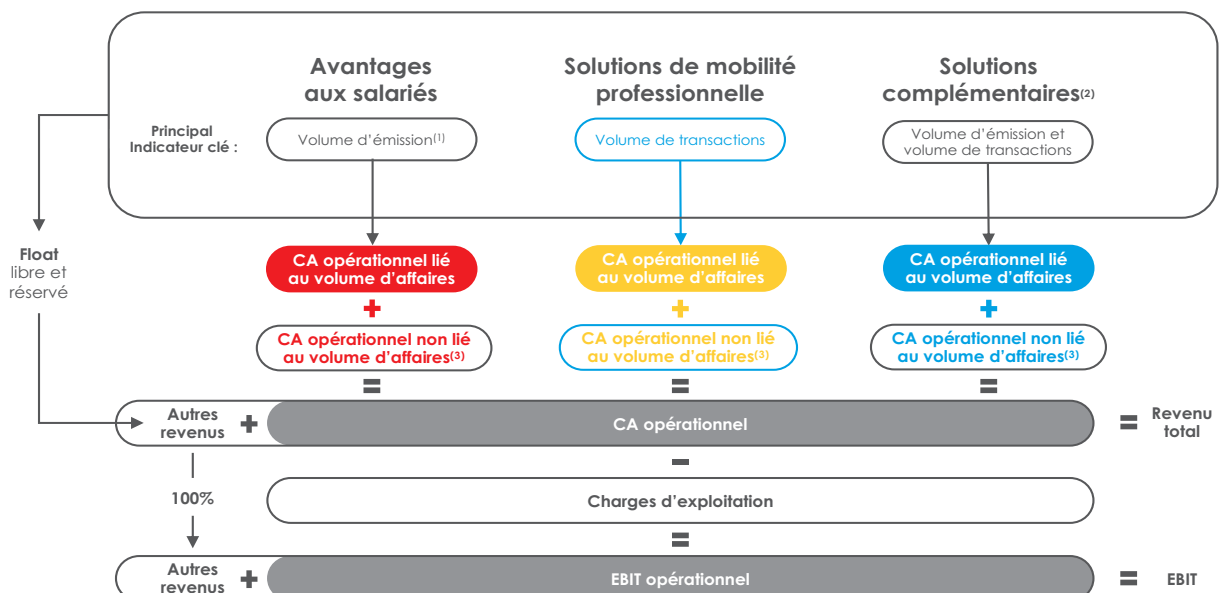 Avantages
aux salariés
Solutions de mobilité
professionnelle
Solutions
complémentaires(2)
Principal
Indicateur clé :
Volume d'émission(1)
Volume de transactions
Volume d'émission et
volume de transactions
Float
libre et
réservé
CA opérationnel lié
au volume d'affaires
CA opérationnel lié
au volume d'affaires
CA opérationnel lié
au volume d'affaires
+
+
+
CA opérationnel non lié
au volume d'affaires(3)
CA opérationnel non lié
au volume d'affaires(3)
CA opérationnel non lié
au volume d'affaires(3)
=
=
=
Autres
revenus
+
CA opérationnel
=
Revenu
total
-
100%
Charges d'exploitation
=
Autres
revenus
+
EBIT opérationnel
=
EBIT